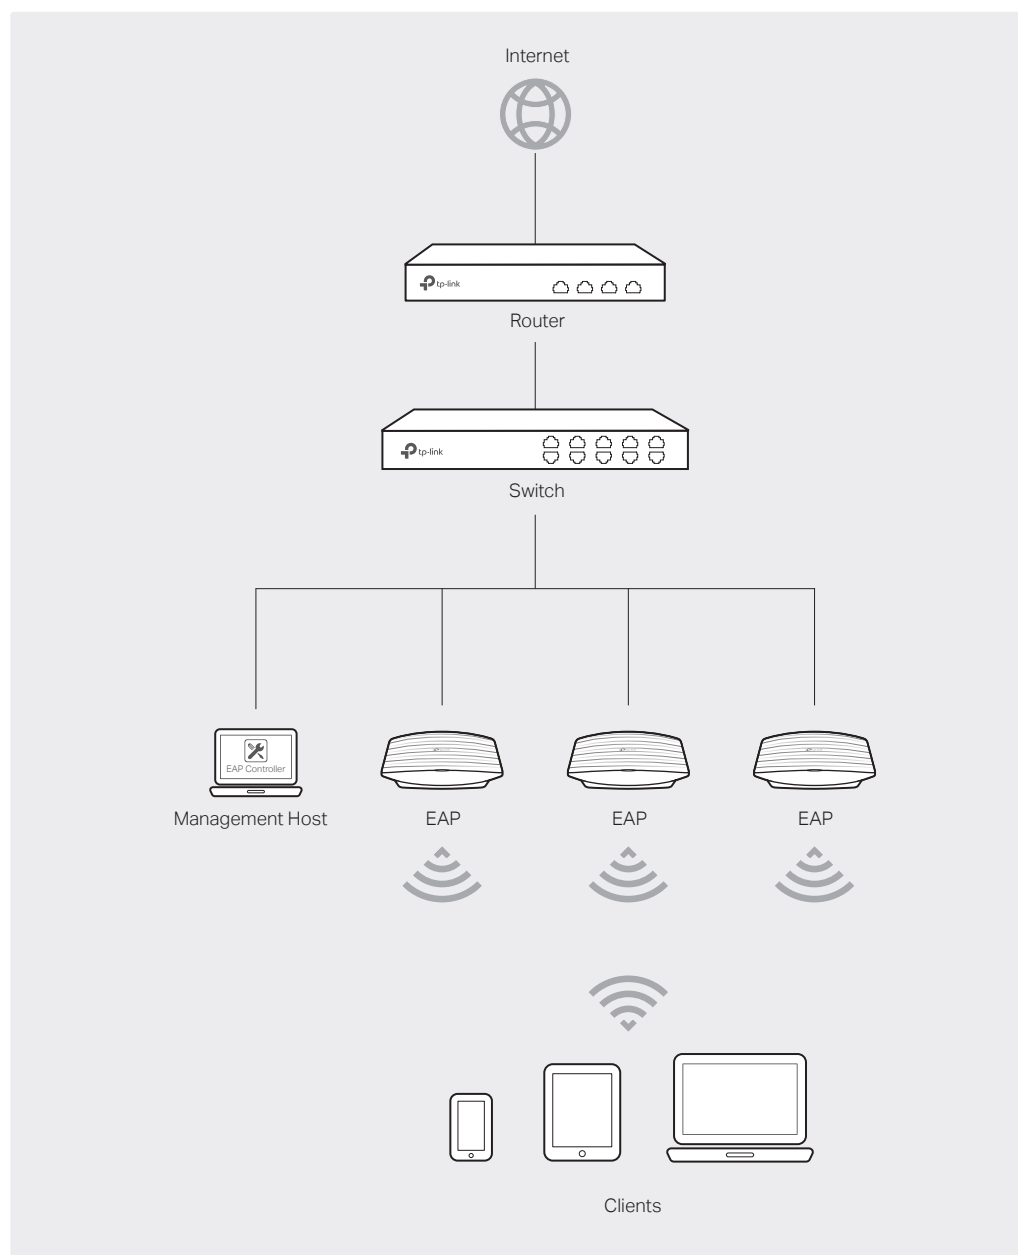 Internet
tp-link
Router
tp-link
Switch
EAP Controller
Management Host
EAP
EAP
EAP
Clients